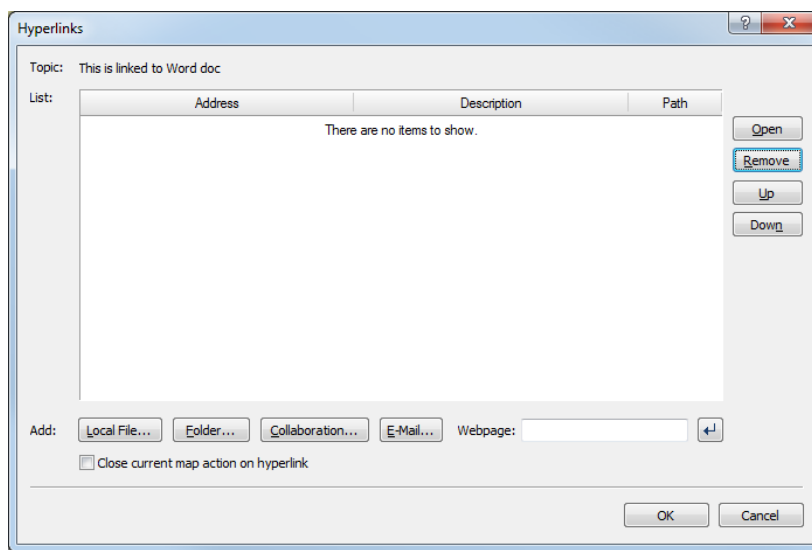 Hyperlinks
Topic: This is linked to Word doc
List: Address Description Path
There are no items to show.
Open
Remove
Up
Down
Add: Local File... Folder... Collaboration... E-Mail... Webpage:
Close current map action on hyperlink
OK Cancel